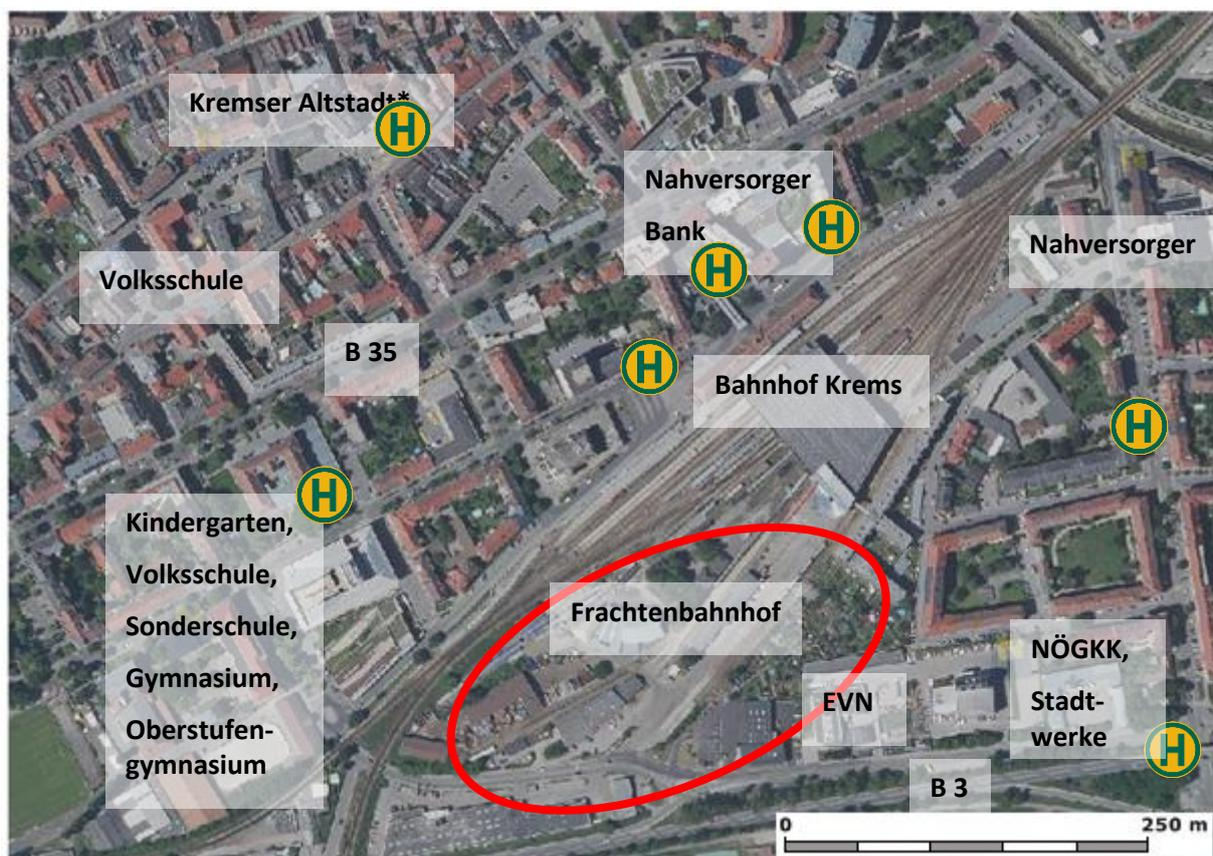 Kremser Altstadt*
H
Nahversorger
Bank
H
H
Nahversorger
Volksschule
B 35
H
Bahnhof Krems
H
H
Kindergarten,
Volksschule,
Sonderschule,
Gymnasium,
Oberstufen-
gymnasium
Frachtenbahnhof
EVN
NÖGKK,
Stadt-
werke
H
B 3
0
250 m